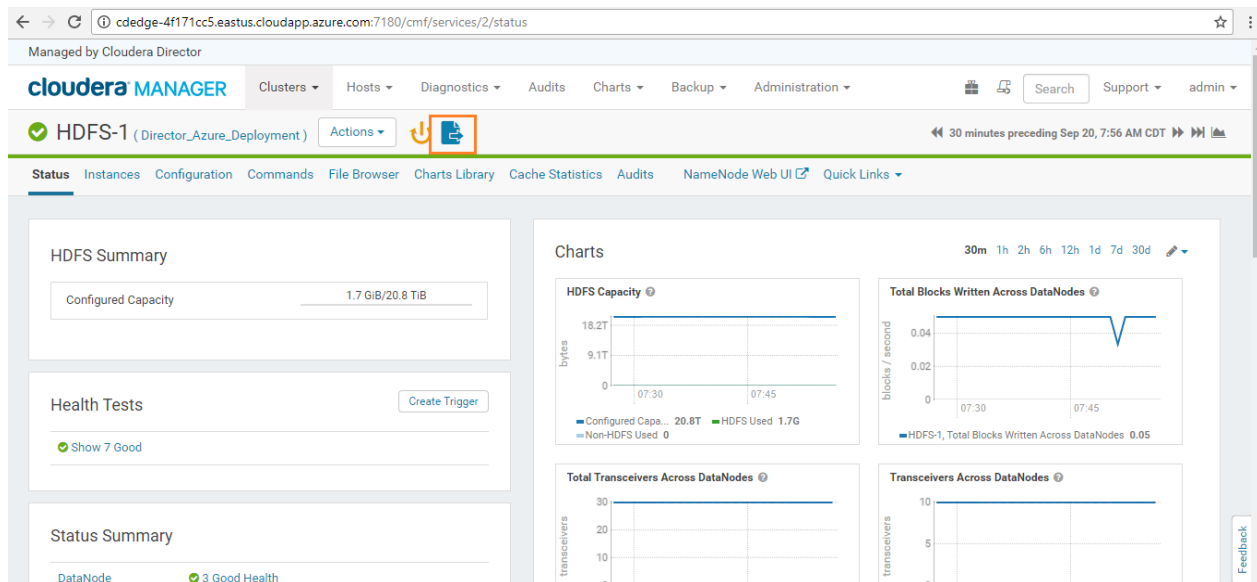 cdedge-4f171cc5.eastus.cloudapp.azure.com:7180/cmf/services/2/status
Managed by Cloudera Director
cloudera MANAGER Clusters Hosts Diagnostics Audits Charts Backup Administration Search Support admin
HDFS-1 ( Director_Azure_Deployment ) Actions 30 minutes preceding Sep 20, 7:56 AM CDT
Status Instances Configuration Commands File Browser Charts Library Cache Statistics Audits NameNode Web UI Quick Links
HDFS Summary
Configured Capacity 1.7 GiB/20.8 TiB
Health Tests Create Trigger
Show 7 Good
Status Summary
DataNode 3 Good Health
Charts 30m 1h 2h 6h 12h 1d 7d 30d
HDFS Capacity
bytes
18.2T
9.1T
0
07:30 07:45
Configured Capa... 20.8T HDFS Used 1.7G
Non-HDFS Used 0
Total Blocks Written Across DataNodes
blocks / second
0.04
0.02
0
07:30 07:45
HDFS-1, Total Blocks Written Across DataNodes 0.05
Total Transceivers Across DataNodes
transceivers
30
20
10
Transceivers Across DataNodes
transceivers
10
5
Feedback